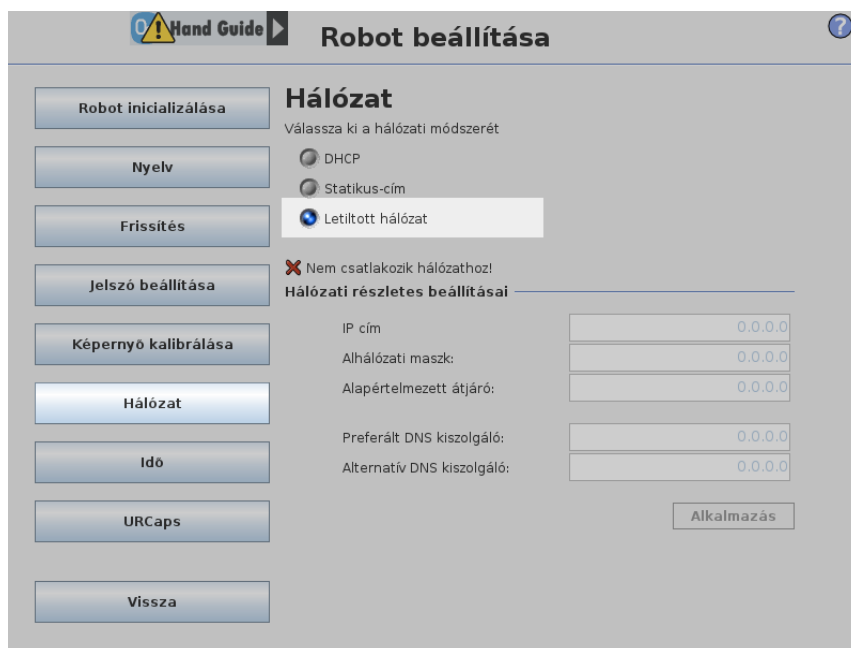 Hand Guide
Robot beállítása
?
Robot inicializálása
Nyelv
Frissítés
Jelszó beállítása
Képernyő kalibrálása
Hálózat
Idő
URCaps
Vissza
Hálózat
Válassza ki a hálózati módszerét
DHCP
Statikus-cím
Letiltott hálózat
Nem csatlakozik hálózathoz!
Hálózati részletes beállításai
IP cím 0.0.0.0
Alhálózati maszk: 0.0.0.0
Alapértelmezett átjáró: 0.0.0.0
Preferált DNS kiszolgáló: 0.0.0.0
Alternatív DNS kiszolgáló: 0.0.0.0
Alkalmazás